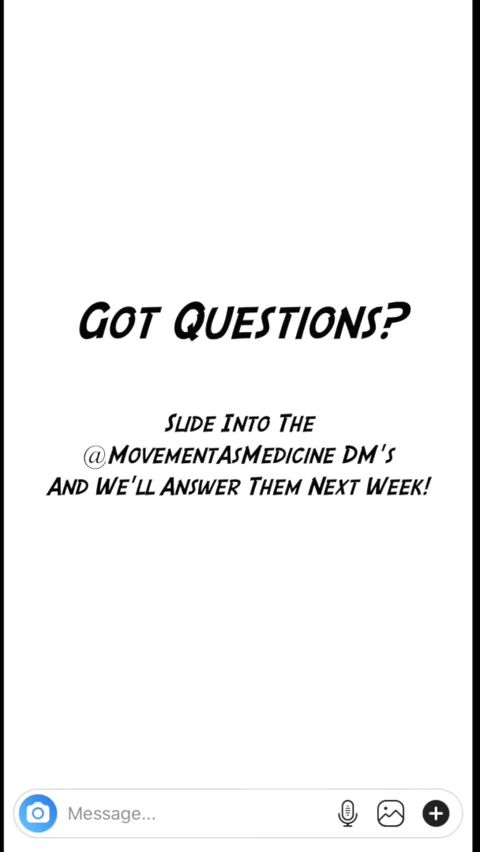 Got Questions?
Slide Into The
@MovementAsMedicine DM's
And We'll Answer Them Next Week!
Message...